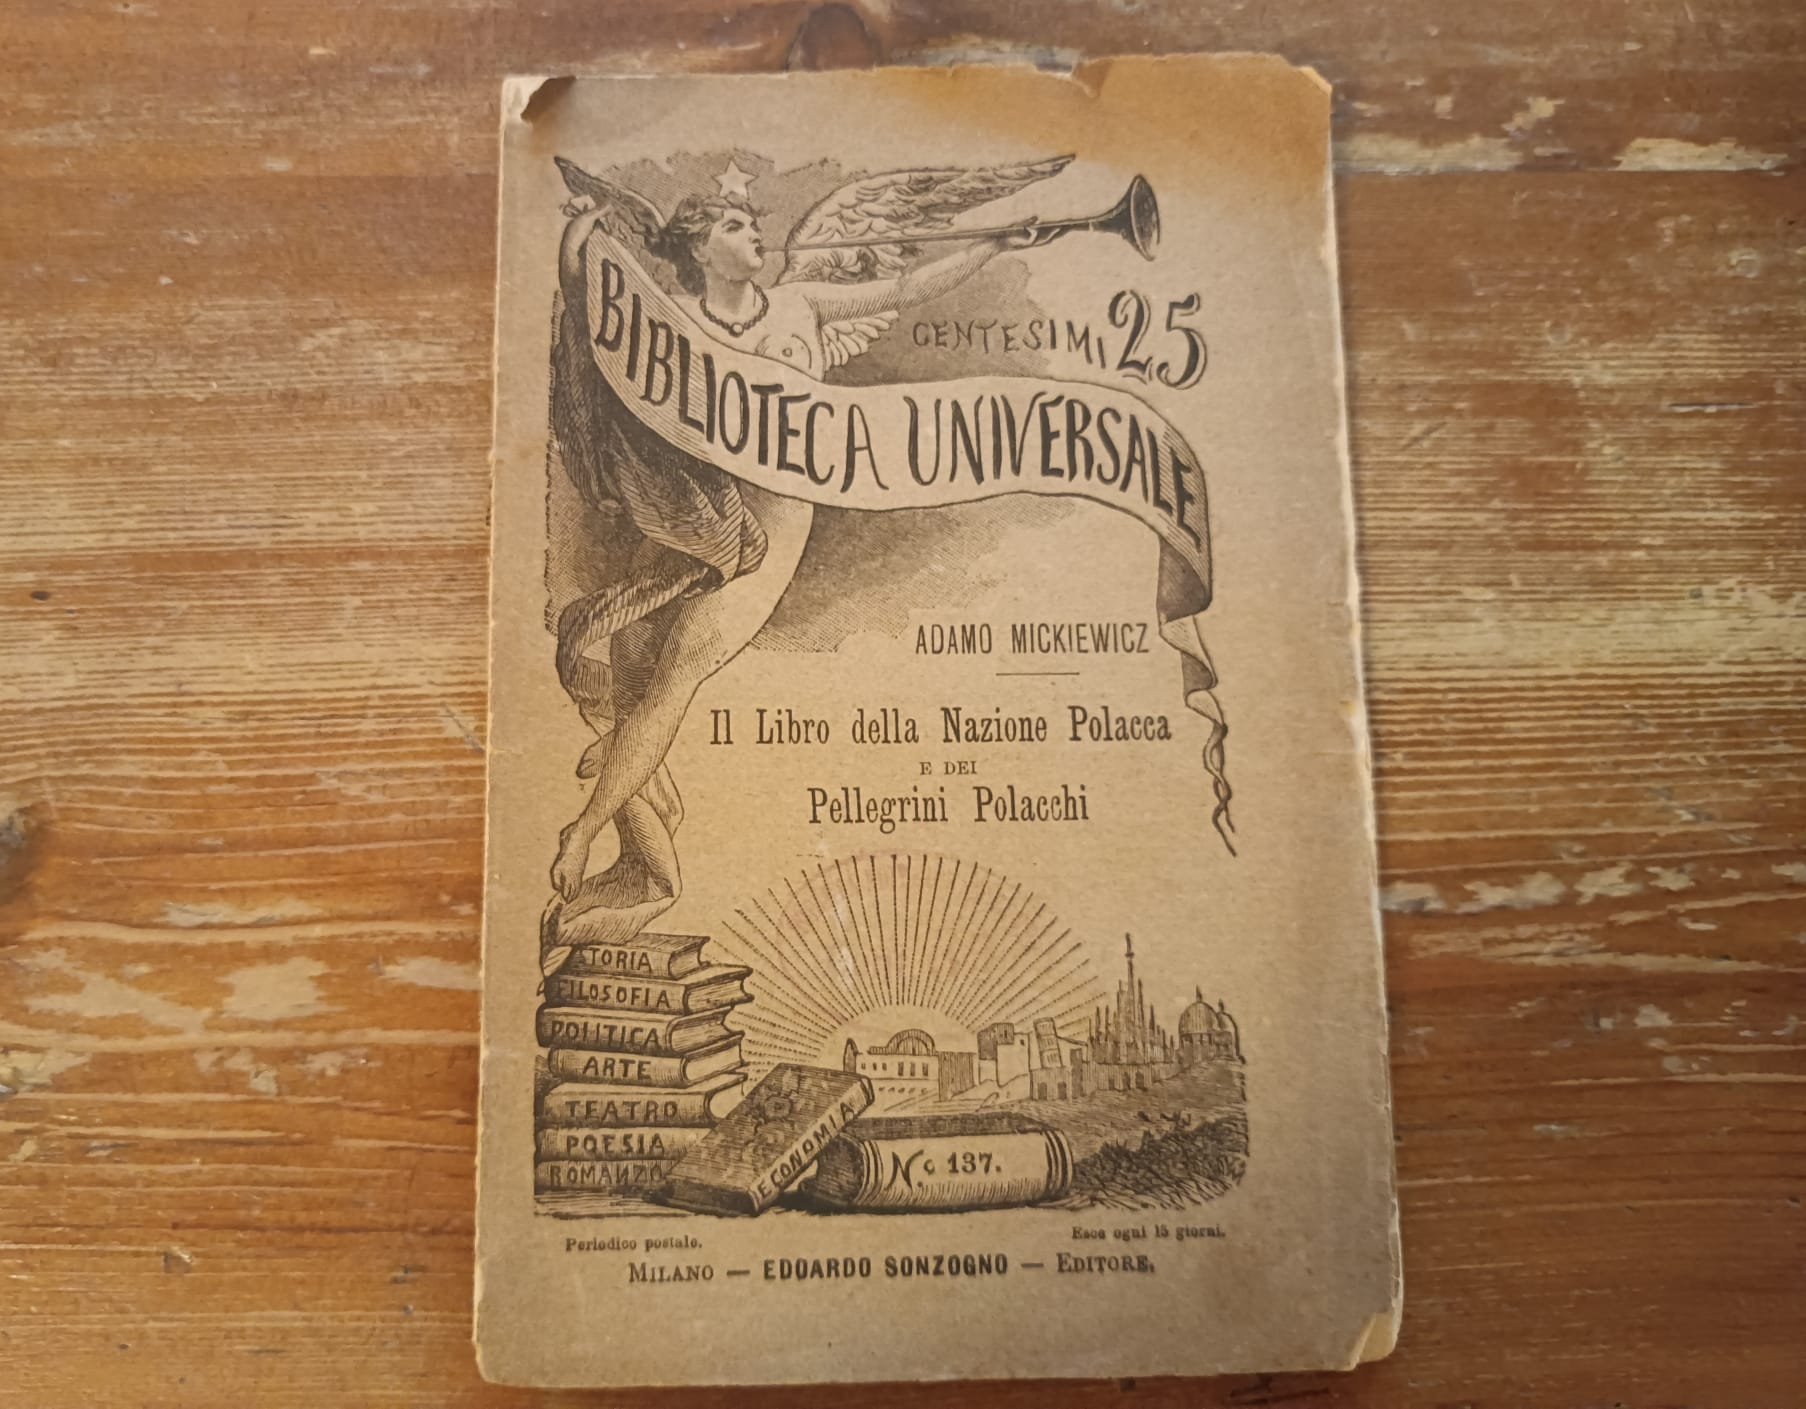 CENTESIMI 25
BIBLIOTECA UNIVERSALE
ADAMO MICKIEWICZ
Il Libro della Nazione Polacca
E DEI
Pellegrini Polacchi
STORIA
FILOSOFIA
POLITICA
ARTE
TEATRO
POESIA
ROMANZO
ECONOMIA
N.o 137.
Periodico postale.
Esce ogni 15 giorni.
MILANO — EDOARDO SONZOGNO — EDITORE.